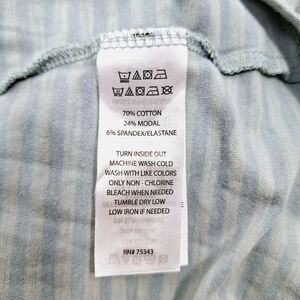 70% COTTON
24% MODAL
6% SPANDEX/ELASTANE
TURN INSIDE OUT
MACHINE WASH COLD
WASH WITH LIKE COLORS
ONLY NON - CHLORINE
BLEACH WHEN NEEDED
TUMBLE DRY LOW
LOW IRON IF NEEDED
RN# 75343